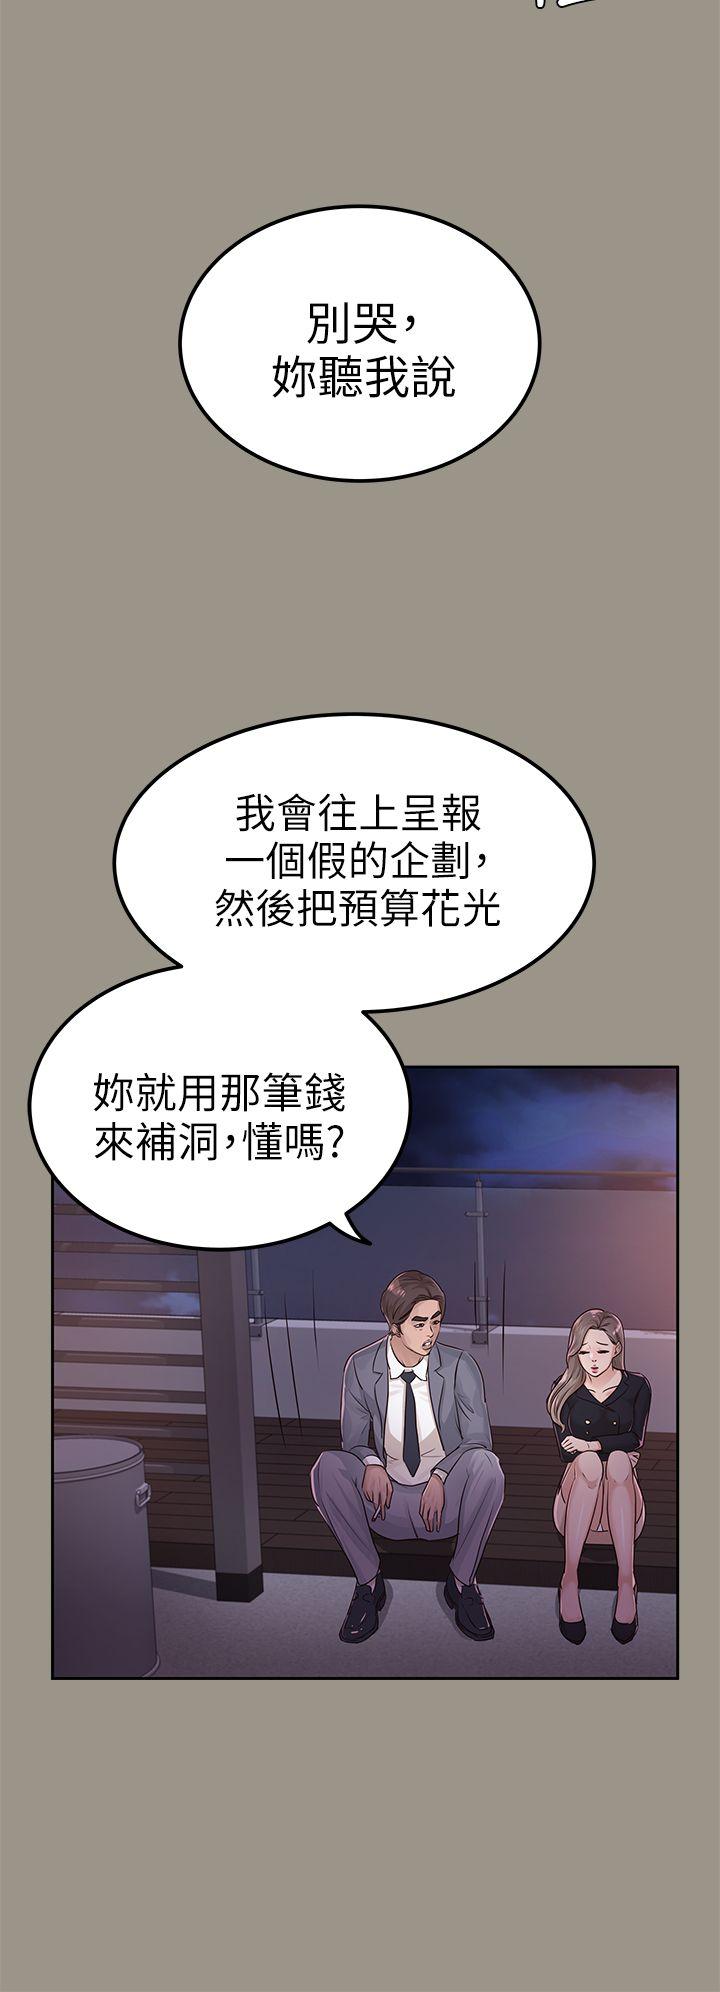 別哭,
妳聽我說
我會往上呈報
一個假的企劃,
然後把預算花光
妳就用那筆錢
來補洞,懂嗎?